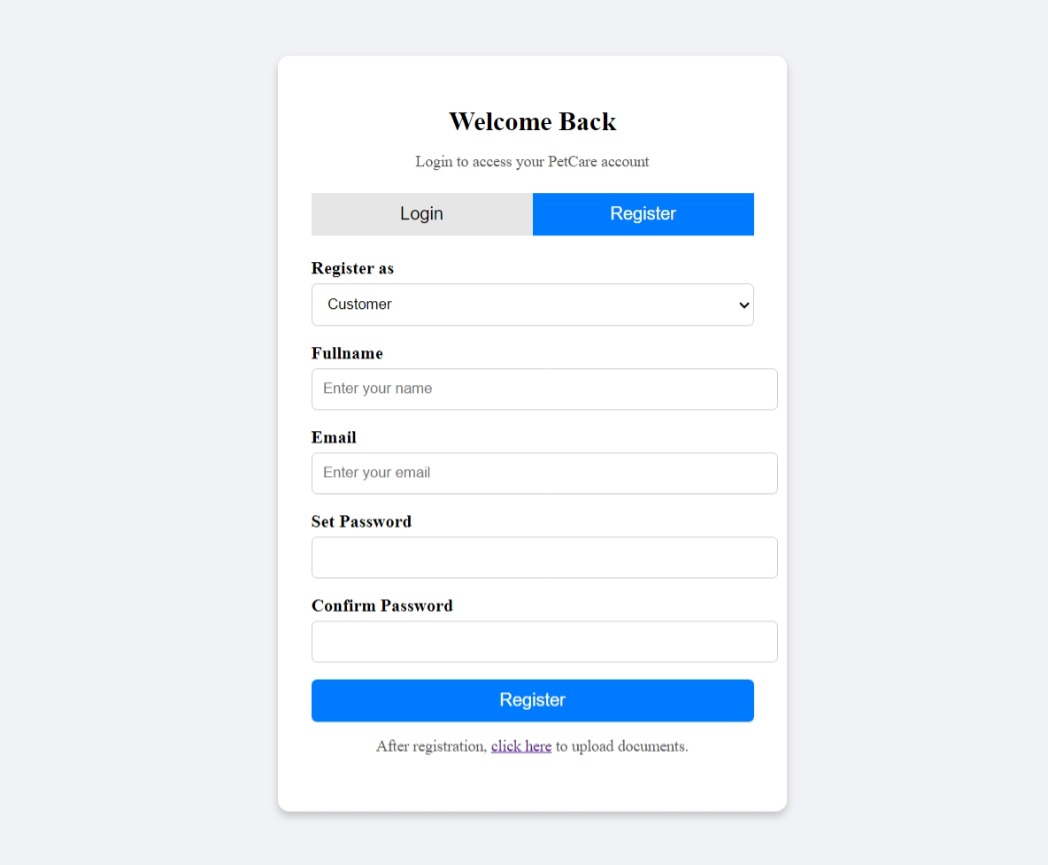 Welcome Back
Login to access your PetCare account
Login Register
Register as
Customer
Fullname
Enter your name
Email
Enter your email
Set Password
Confirm Password
Register
After registration, click here to upload documents.